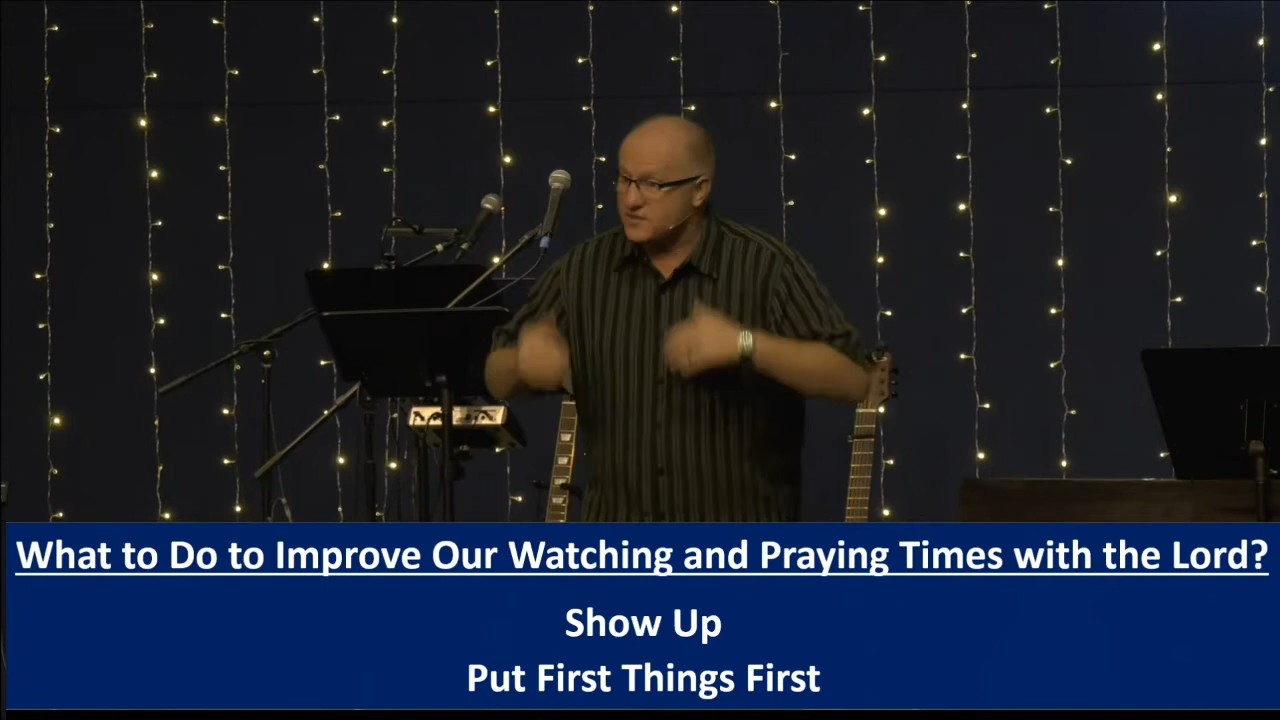 What to Do to Improve Our Watching and Praying Times with the Lord?
Show Up
Put First Things First